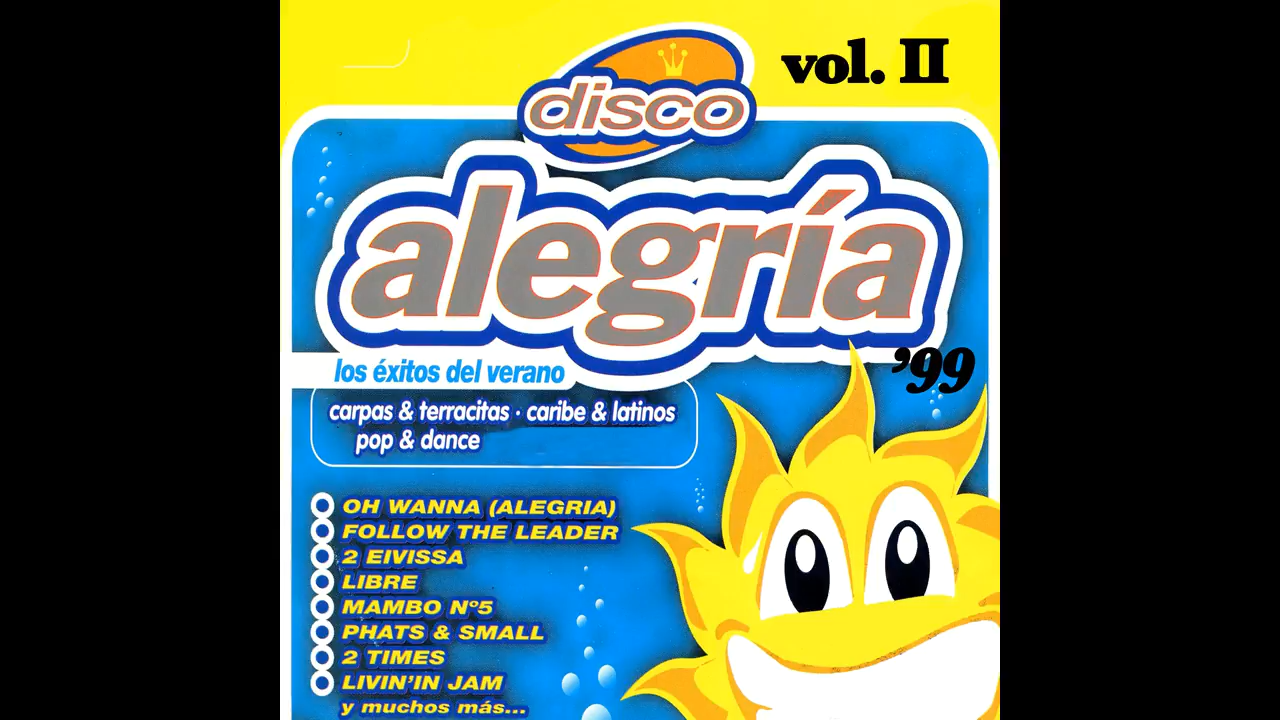 vol. II
disco
alegría
'99
los éxitos del verano
carpas & terracitas · caribe & latinos
pop & dance
OH WANNA (ALEGRIA)
FOLLOW THE LEADER
2 EIVISSA
LIBRE
MAMBO Nº5
PHATS & SMALL
2 TIMES
LIVIN'IN JAM
y muchos más...